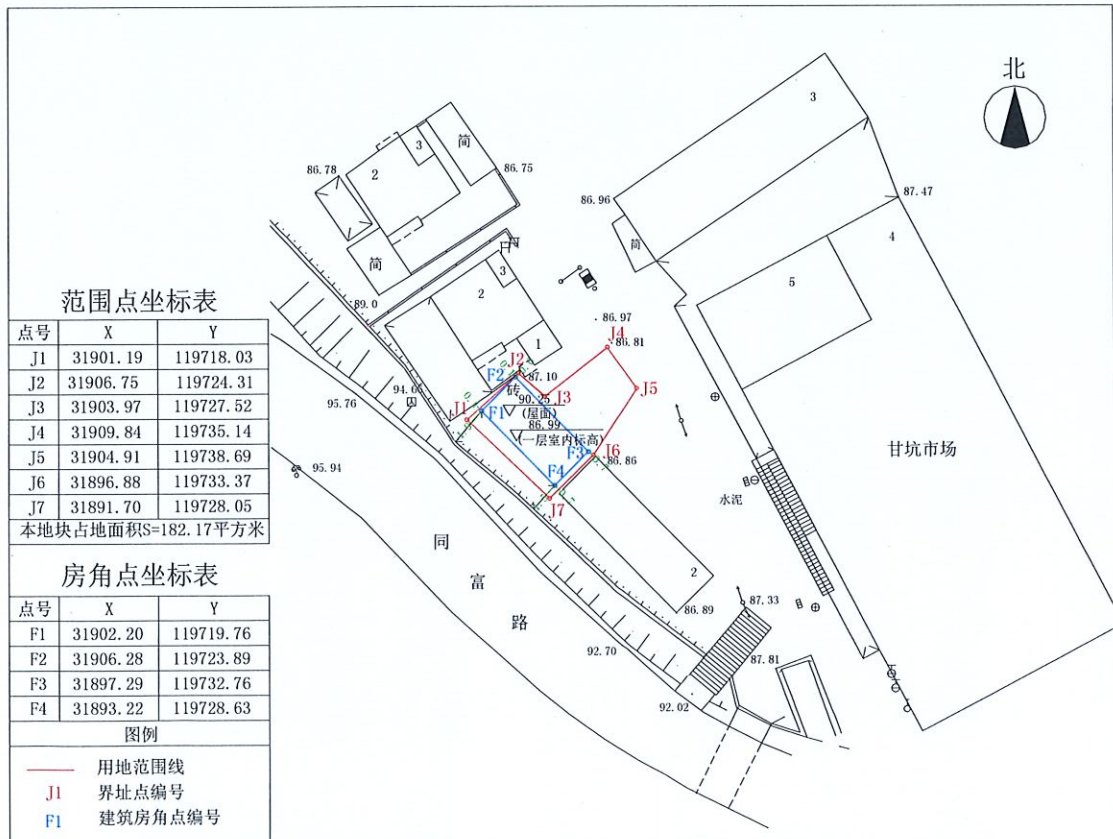 北
3
简
3
2
86.78
86.75
86.96
87.47
4
简
简
3
5
2
89.0
范围点坐标表
点号 X Y
J1 31901.19 119718.03
J2 31906.75 119724.31
J3 31903.97 119727.52
J4 31909.84 119735.14
J5 31904.91 119738.69
J6 31896.88 119733.37
J7 31891.70 119728.05
本地块占地面积S=182.17平方米
86.97
J4
86.81
1
J2
F2
87.10
砖
J5
J3
90.25
(屋面)
95.76
J1
F1
86.99
(一层室内标高)
甘坑市场
F3
J6
86.86
95.94
F4
J7
水泥
同
富
路
2
86.89
87.33
87.81
92.70
92.02
房角点坐标表
点号 X Y
F1 31902.20 119719.76
F2 31906.28 119723.89
F3 31897.29 119732.76
F4 31893.22 119728.63
图例
用地范围线
J1 界址点编号
F1 建筑房角点编号